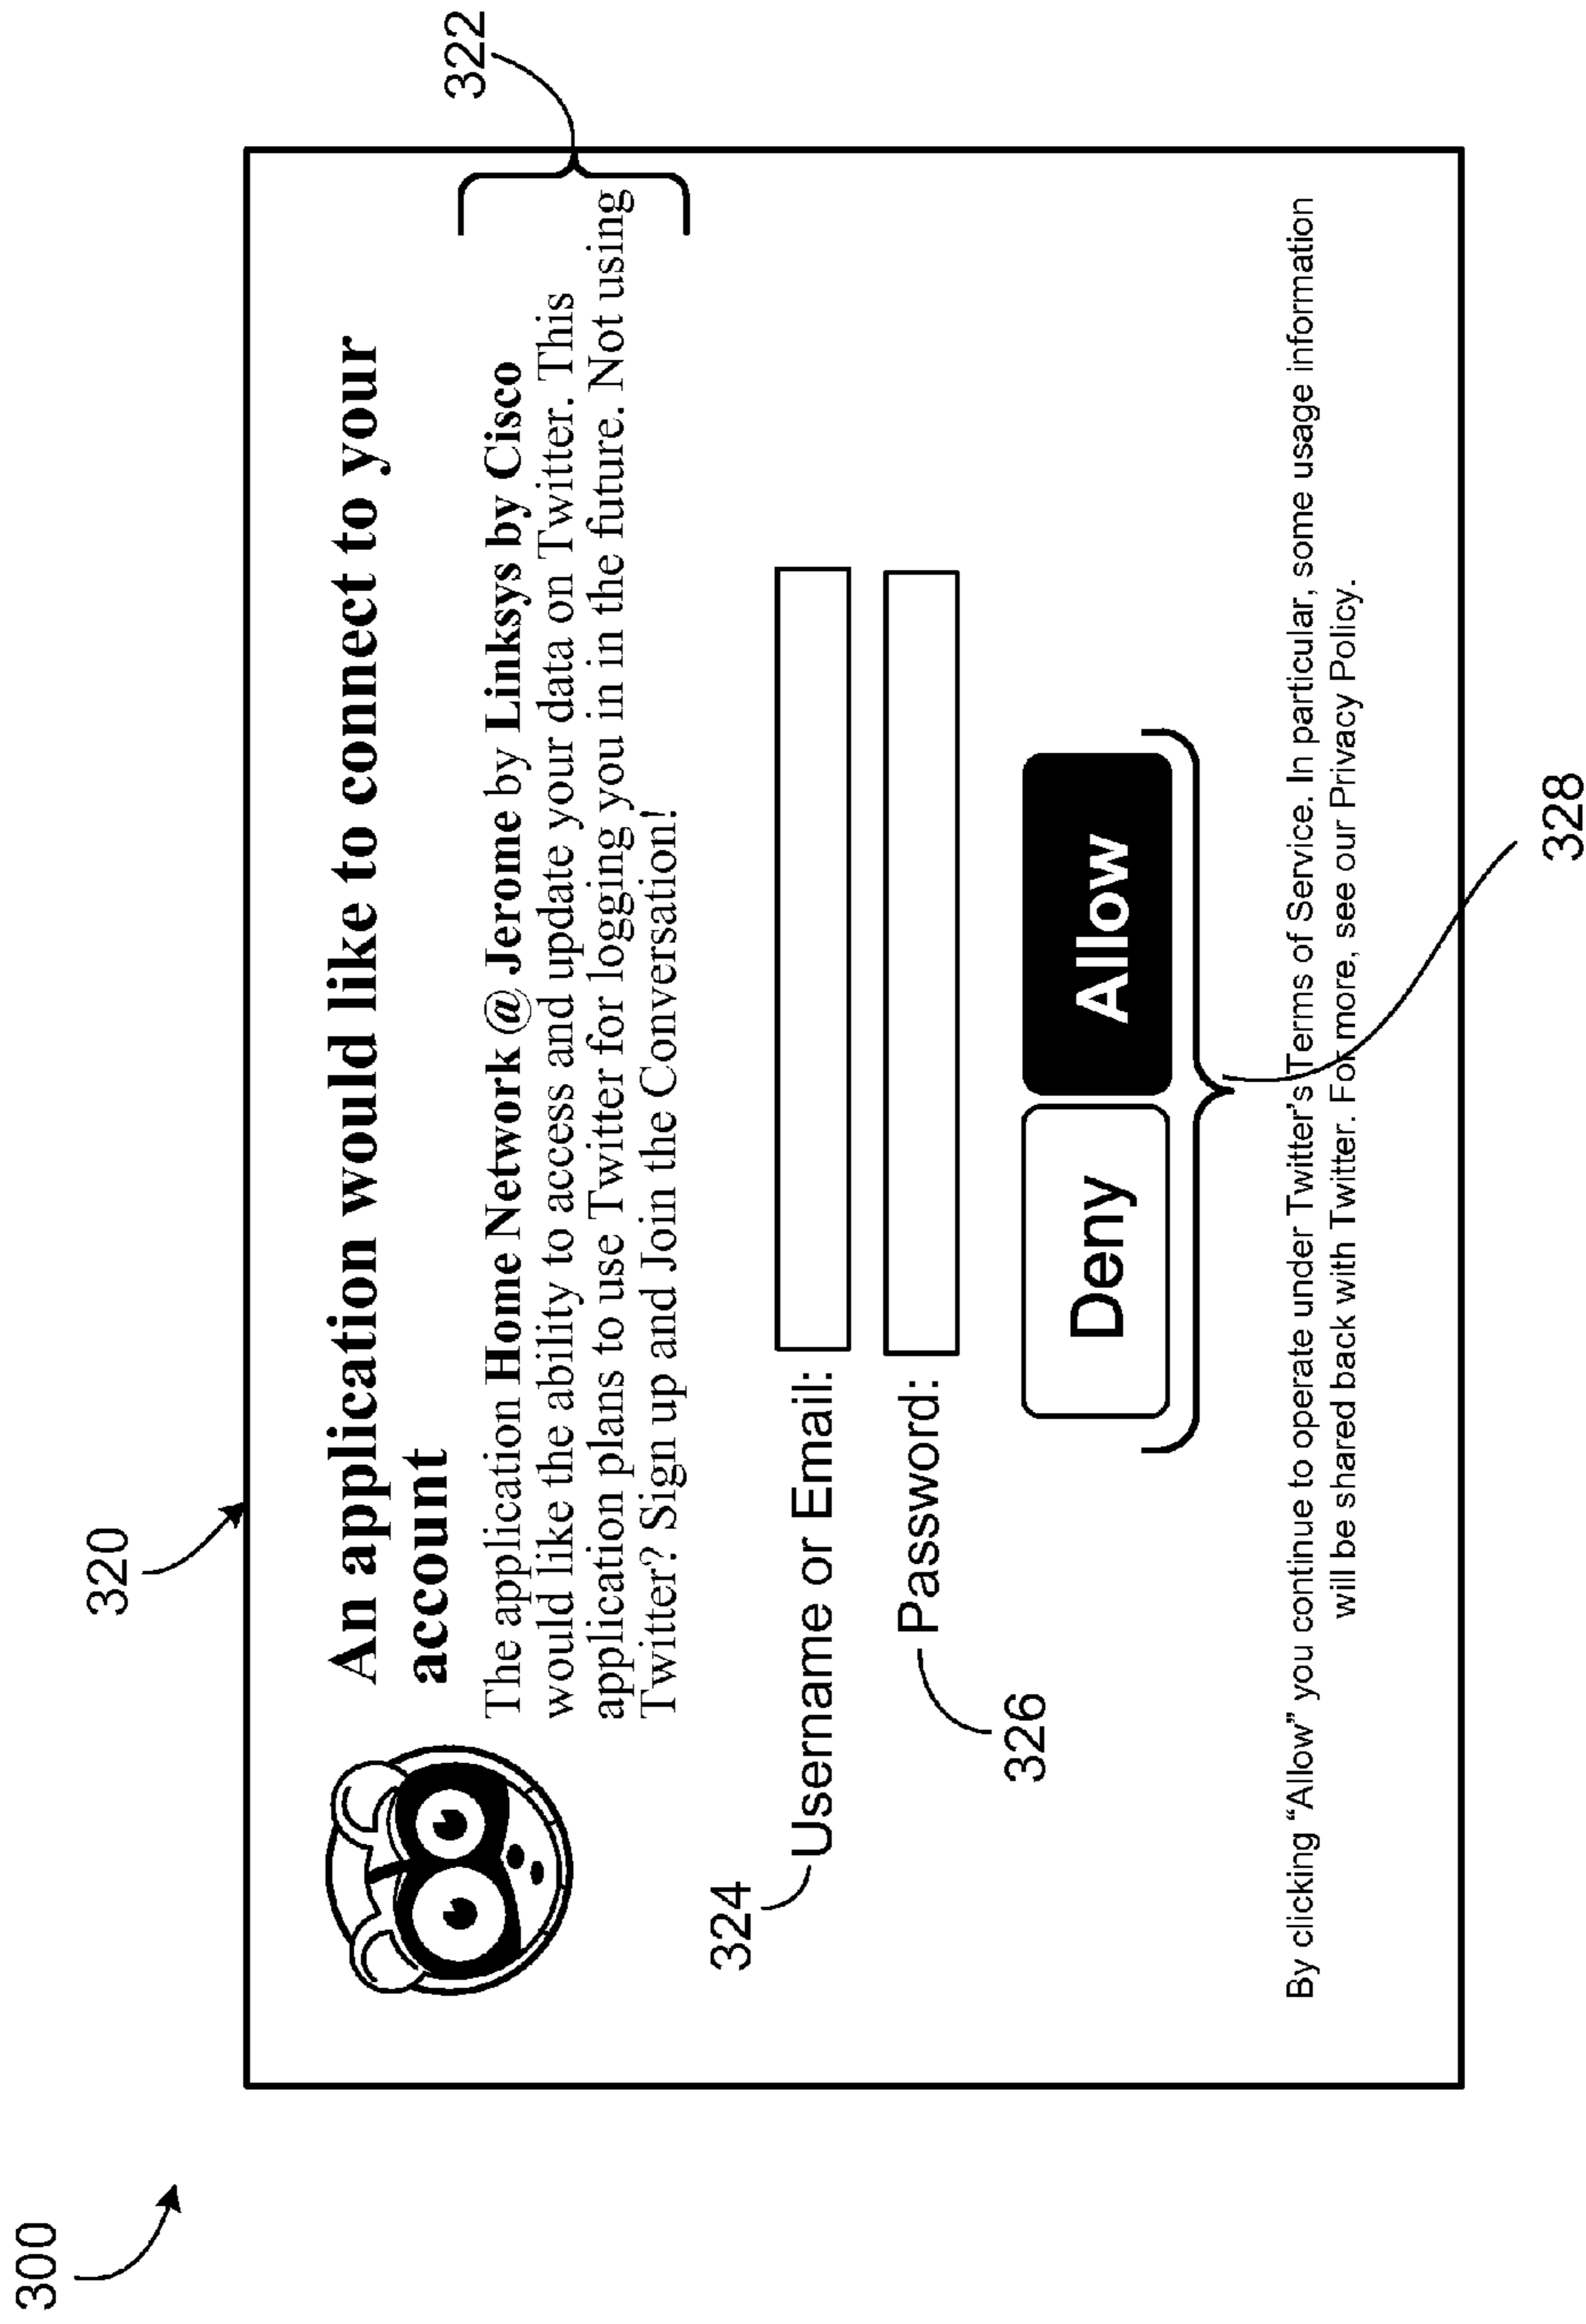 300
320
An application would like to connect to your
account
The application Home Network @ Jerome by Linksys by Cisco
would like the ability to access and update your data on Twitter. This
application plans to use Twitter for logging you in in the future. Not using
Twitter? Sign up and Join the Conversation!
322
324
Username or Email:
326
Password:
Deny
Allow
328
By clicking “Allow” you continue to operate under Twitter's Terms of Service. In particular, some usage information
will be shared back with Twitter. For more, see our Privacy Policy.